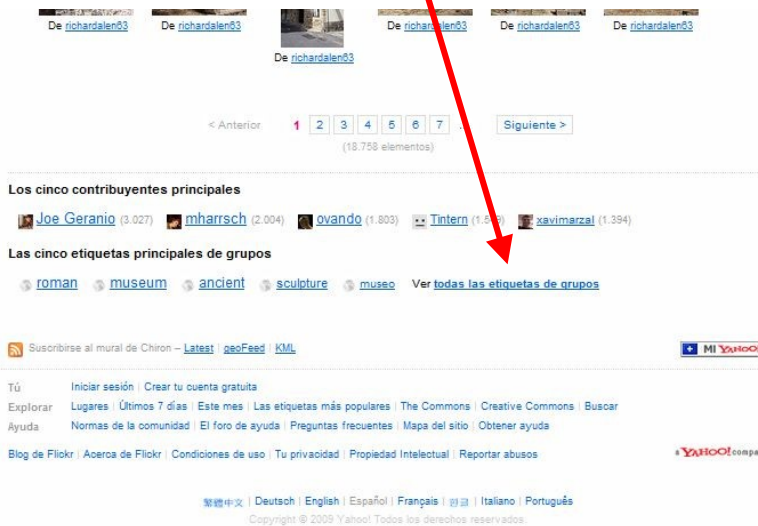 De richardalen63 De richardalen63 De richardalen63 De richardalen63 De richardalen63
De richardalen63
< Anterior 1 2 3 4 5 6 7 Siguiente >
(18.758 elementos)
Los cinco contribuyentes principales
Joe Geranio (3.027) mharrsch (2.004) ovando (1.803) Tintern xavimarzal (1.394)
Las cinco etiquetas principales de grupos
roman museum ancient sculpture museo Ver todas las etiquetas de grupos
Suscribirse al mural de Chiron – Latest | geoFeed | KML MI YAHOO!
Tú Iniciar sesión | Crear tu cuenta gratuita
Explorar Lugares | Últimos 7 días | Este mes | Las etiquetas más populares | The Commons | Creative Commons | Buscar
Ayuda Normas de la comunidad | El foro de ayuda | Preguntas frecuentes | Mapa del sitio | Obtener ayuda
Blog de Flickr | Acerca de Flickr | Condiciones de uso | Tu privacidad | Propiedad Intelectual | Reportar abusos a YAHOO! compa
繁體中文 | Deutsch | English | Español | Français | 한글 | Italiano | Português
Copyright © 2009 Yahoo! Todos los derechos reservados.